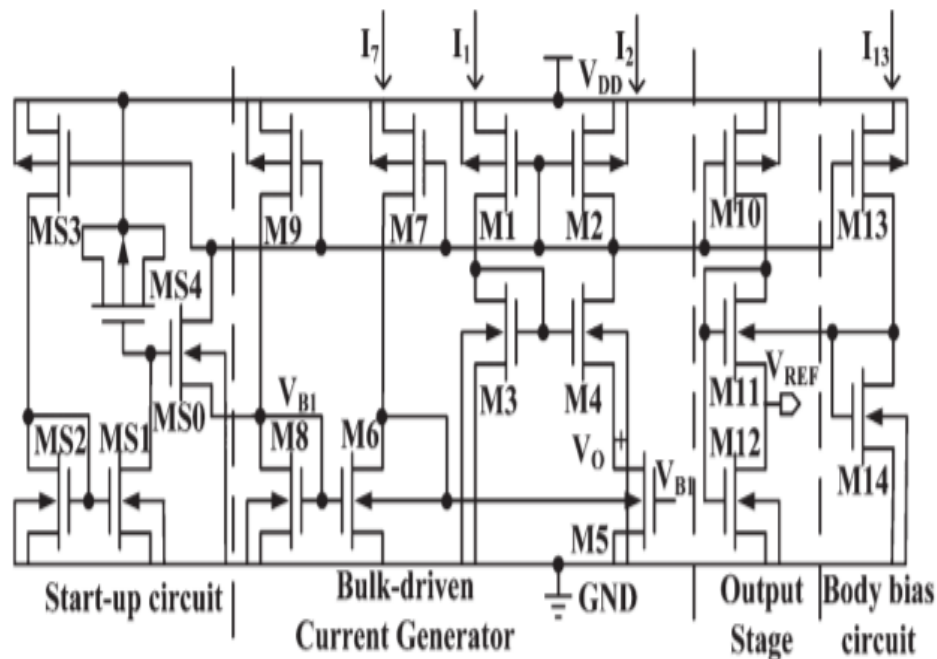 I7
I1
I2
I13
VDD
MS3
M9
M7
M1
M2
M10
M13
MS4
MS0
M3
M4
M11
VREF
VB1
MS2
MS1
M8
M6
VO
+
VB1
M12
M14
M5
Start-up circuit
Bulk-driven
Current Generator
GND
Output
Stage
Body bias
circuit